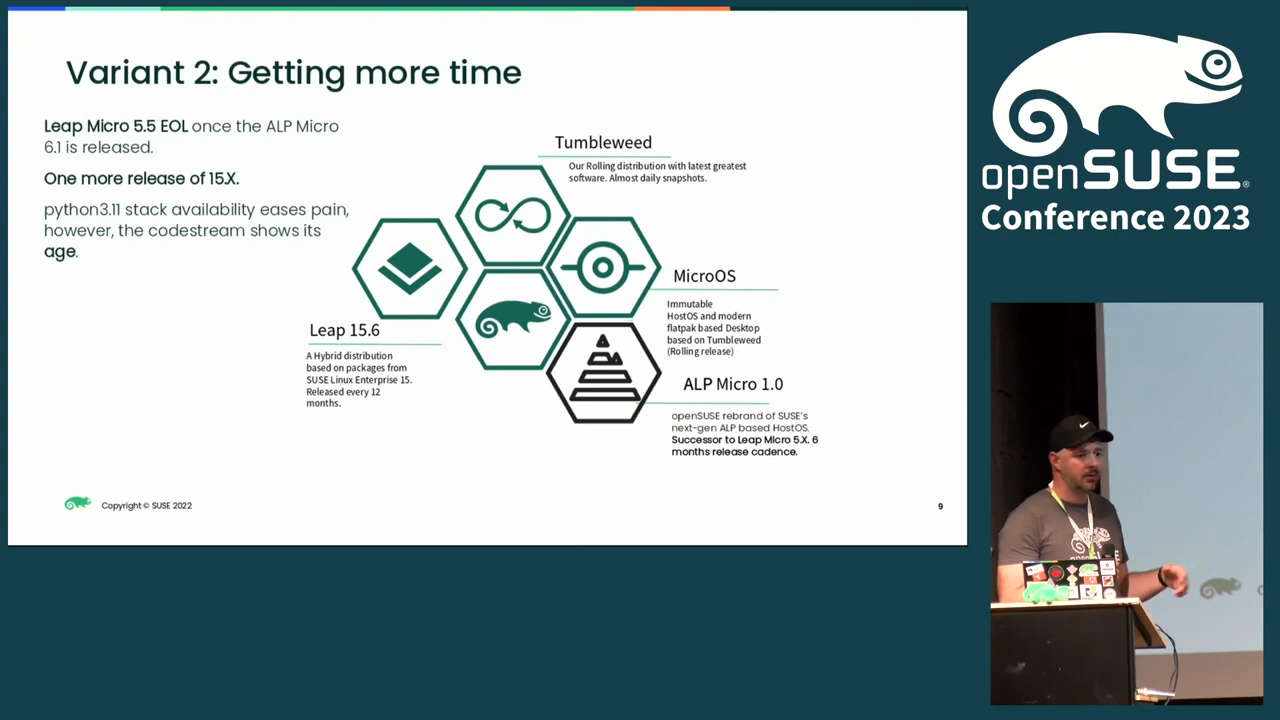 Variant 2: Getting more time
Leap Micro 5.5 EOL once the ALP Micro
6.1 is released.
One more release of 15.X.
python3.11 stack availability eases pain,
however, the codestream shows its
age.
Tumbleweed
Our Rolling distribution with latest greatest
software. Almost daily snapshots.
MicroOS
Immutable
HostOS and modern
flatpak based Desktop
based on Tumbleweed
(Rolling release)
Leap 15.6
A Hybrid distribution
based on packages from
SUSE Linux Enterprise 15.
Released every 12
months.
ALP Micro 1.0
openSUSE rebrand of SUSE's
next-gen ALP based HostOS.
Successor to Leap Micro 5.X. 6
months release cadence.
Copyright © SUSE 2022
9
openSUSE®
Conference 2023